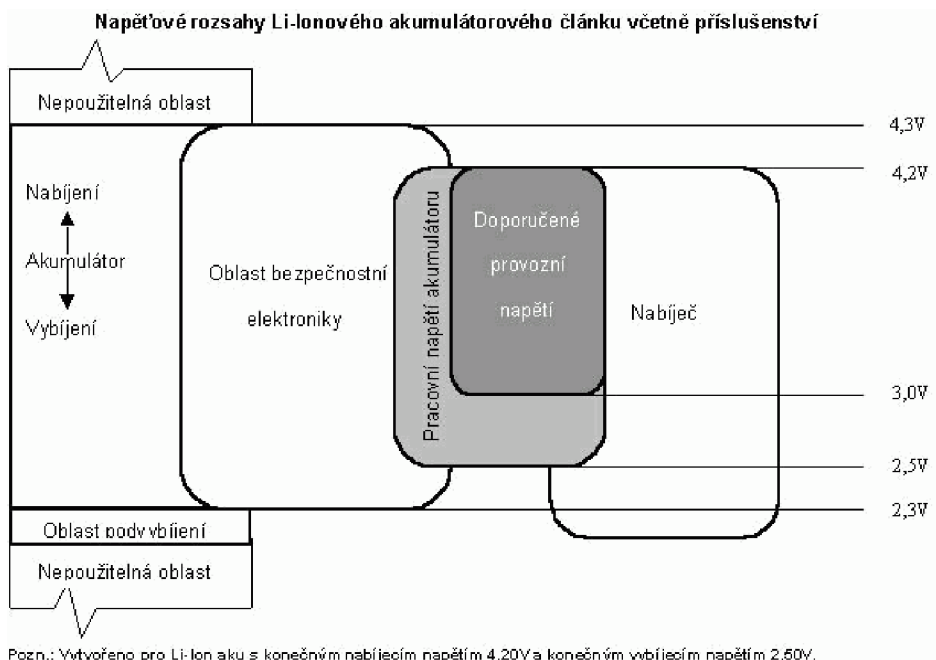 Napěťové rozsahy Li-Ionového akumulátorového článku včetně příslušenství
Nepoužitelná oblast
4,3V
4,2V
Nabíjení
Akumulátor
Vybíjení
Oblast bezpečnostní
elektroniky
Pracovní napětí akumulátoru
Doporučené
provozní
napětí
Nabíječ
3,0V
2,5V
2,3V
Oblast podvybíjení
Nepoužitelná oblast
Pozn.: Vytvořeno pro Li-Ion aku s konečným nabíjecím napětím 4.20V a konečným vybíjecím napětím 2.50V.